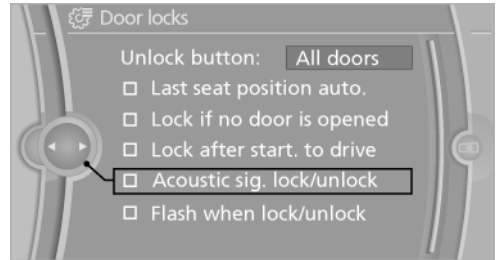 Door locks
Unlock button: All doors
Last seat position auto.
Lock if no door is opened
Lock after start. to drive
Acoustic sig. lock/unlock
Flash when lock/unlock